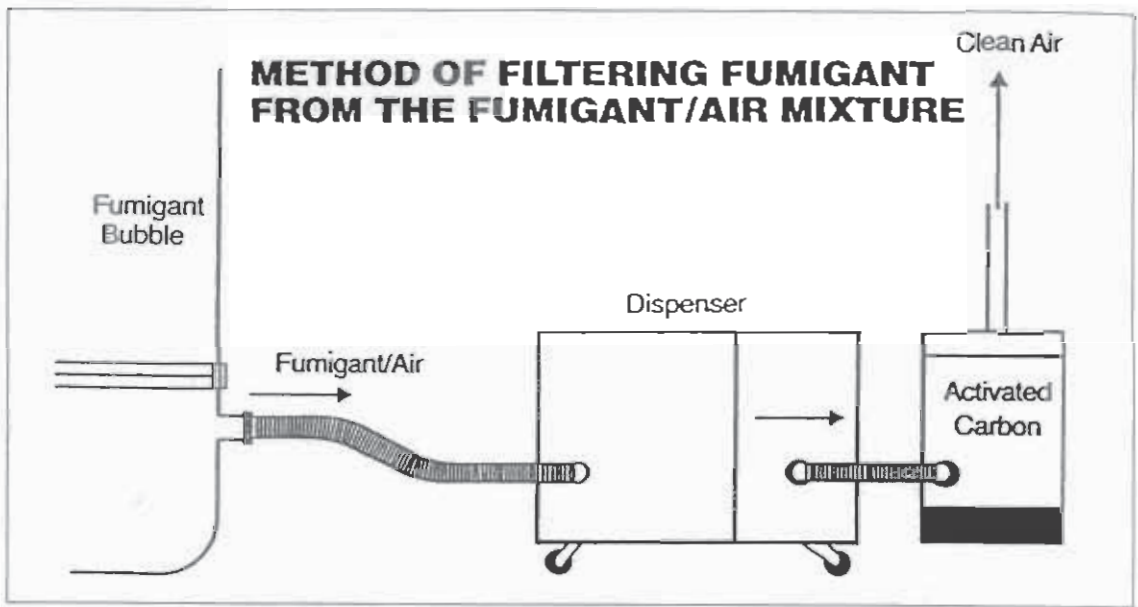 Clean Air
METHOD OF FILTERING FUMIGANT
FROM THE FUMIGANT/AIR MIXTURE
Fumigant
Bubble
Dispenser
Fumigant/Air
Activated
Carbon